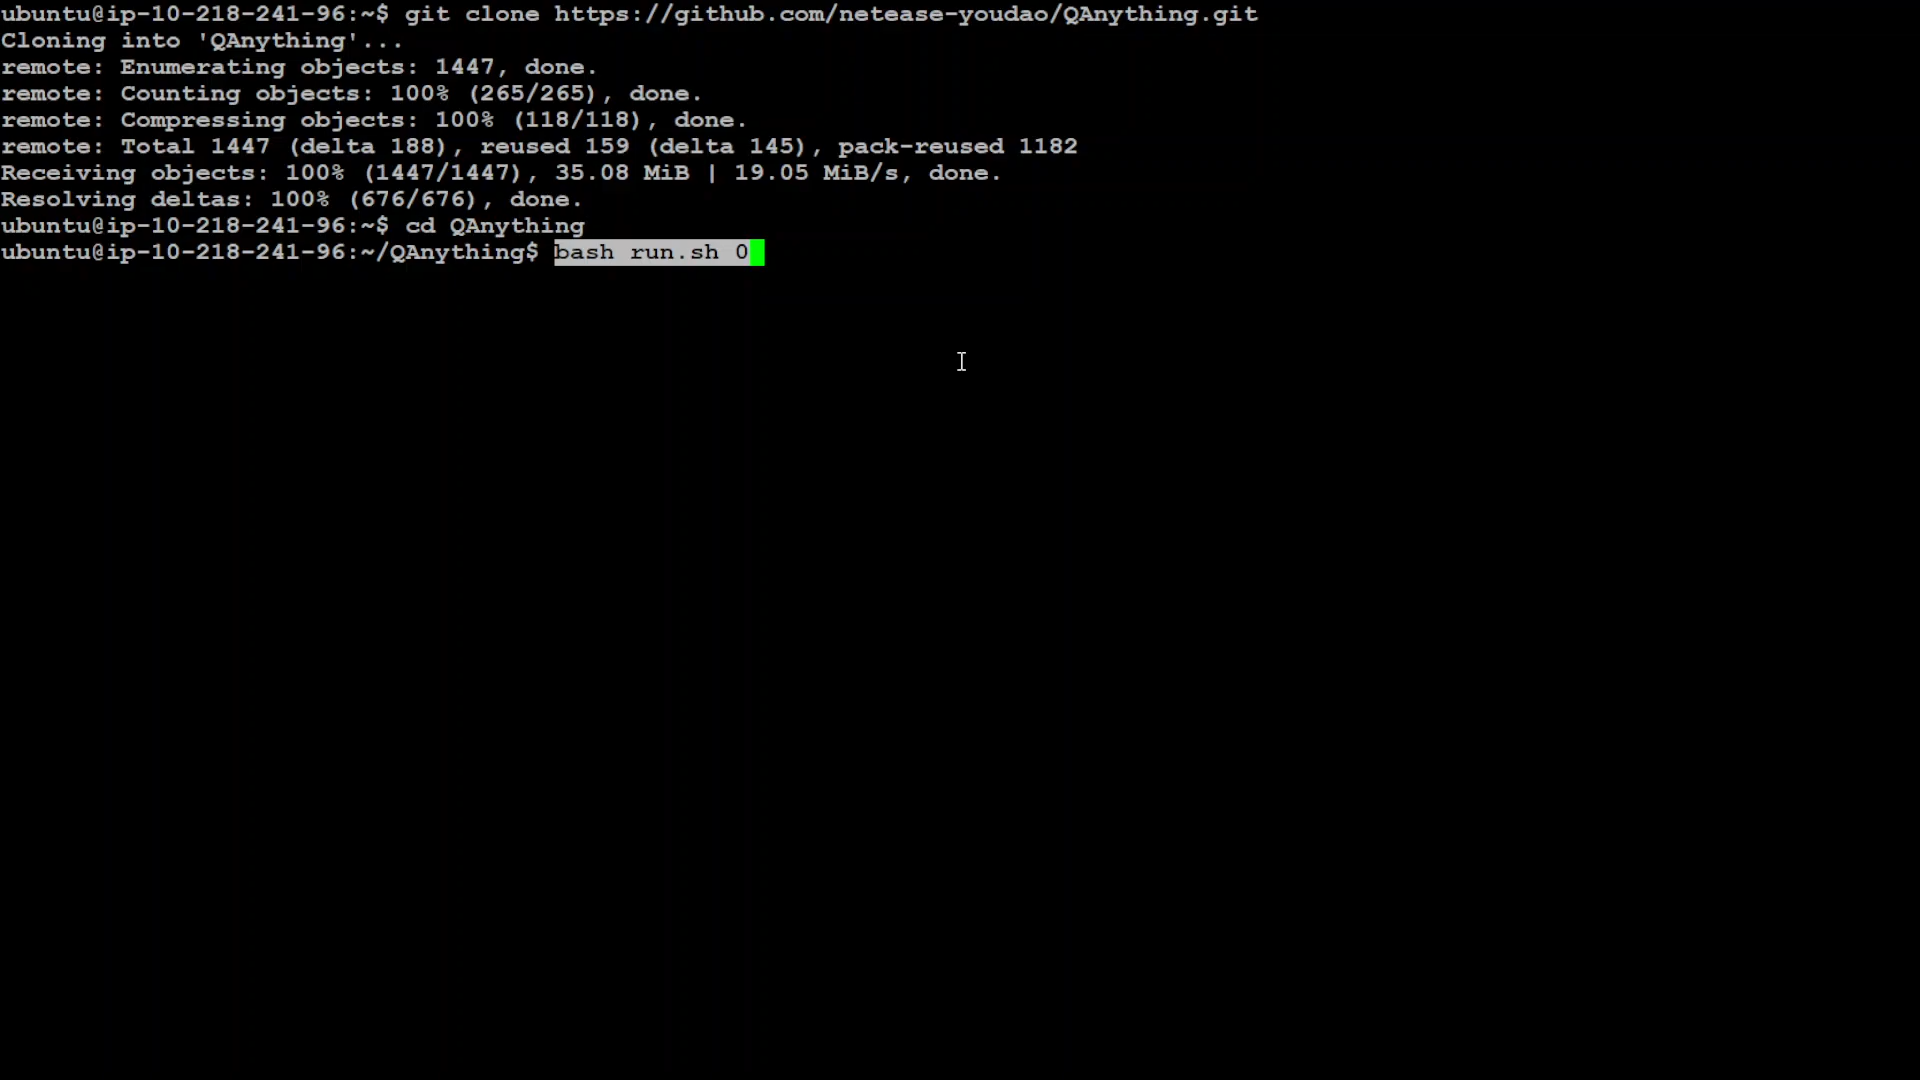 ubuntu@ip-10-218-241-96:~$ git clone https://github.com/netease-youdao/QAnything.git
Cloning into 'QAnything'...
remote: Enumerating objects: 1447, done.
remote: Counting objects: 100% (265/265), done.
remote: Compressing objects: 100% (118/118), done.
remote: Total 1447 (delta 188), reused 159 (delta 145), pack-reused 1182
Receiving objects: 100% (1447/1447), 35.08 MiB | 19.05 MiB/s, done.
Resolving deltas: 100% (676/676), done.
ubuntu@ip-10-218-241-96:~$ cd QAnything
ubuntu@ip-10-218-241-96:~/QAnything$ bash run.sh 0